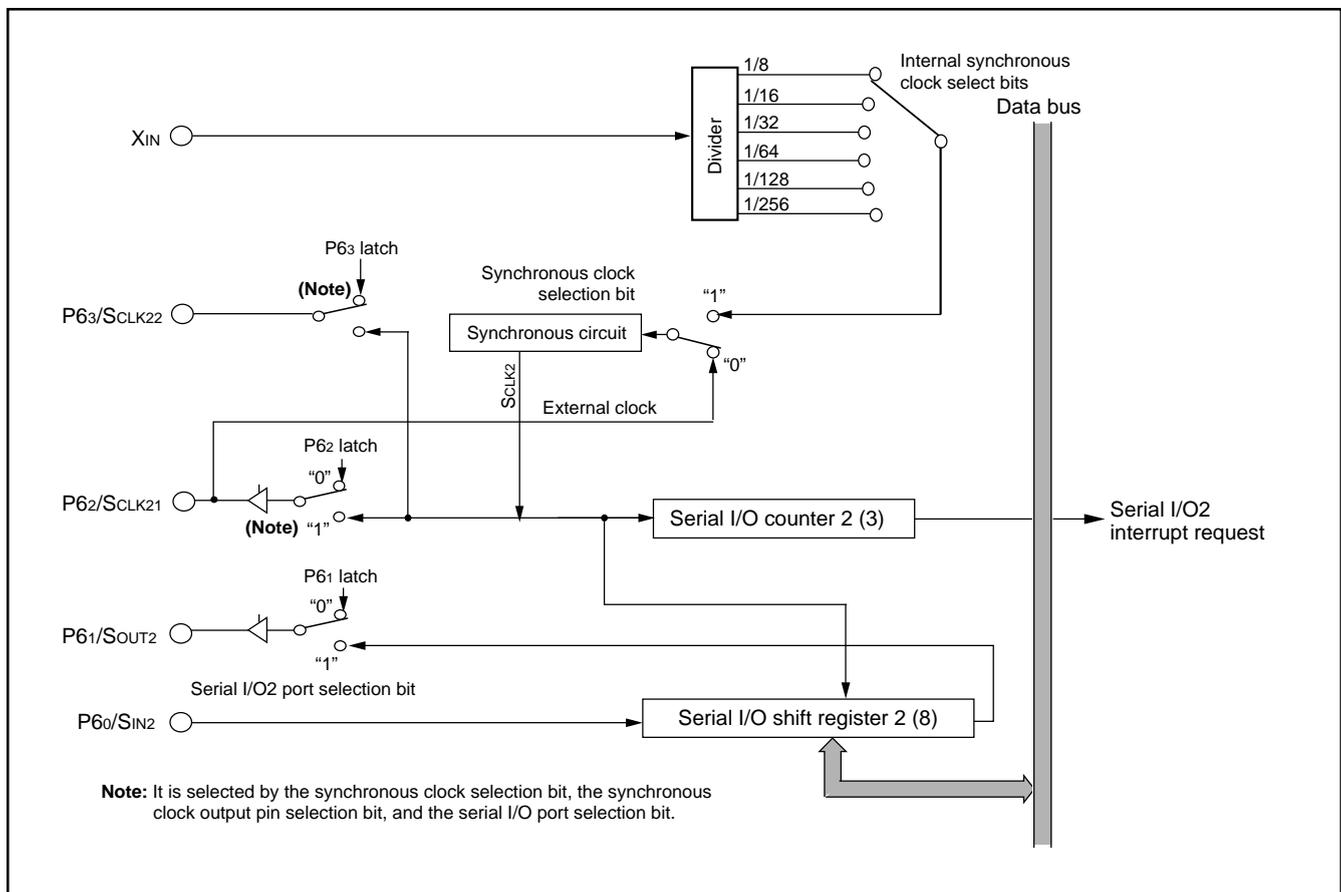 1/8
Internal synchronous
clock select bits
1/16
Data bus
1/32
XIN
Divider
1/64
1/128
1/256
P63 latch
Synchronous clock
selection bit
(Note)
“1”
P63/SCLK22
Synchronous circuit
“0”
SCLK2
External clock
P62 latch
“0”
P62/SCLK21
(Note) “1”
Serial I/O counter 2 (3)
Serial I/O2
interrupt request
P61 latch
“0”
P61/SOUT2
“1”
Serial I/O2 port selection bit
P60/SIN2
Serial I/O shift register 2 (8)
Note: It is selected by the synchronous clock selection bit, the synchronous
clock output pin selection bit, and the serial I/O port selection bit.